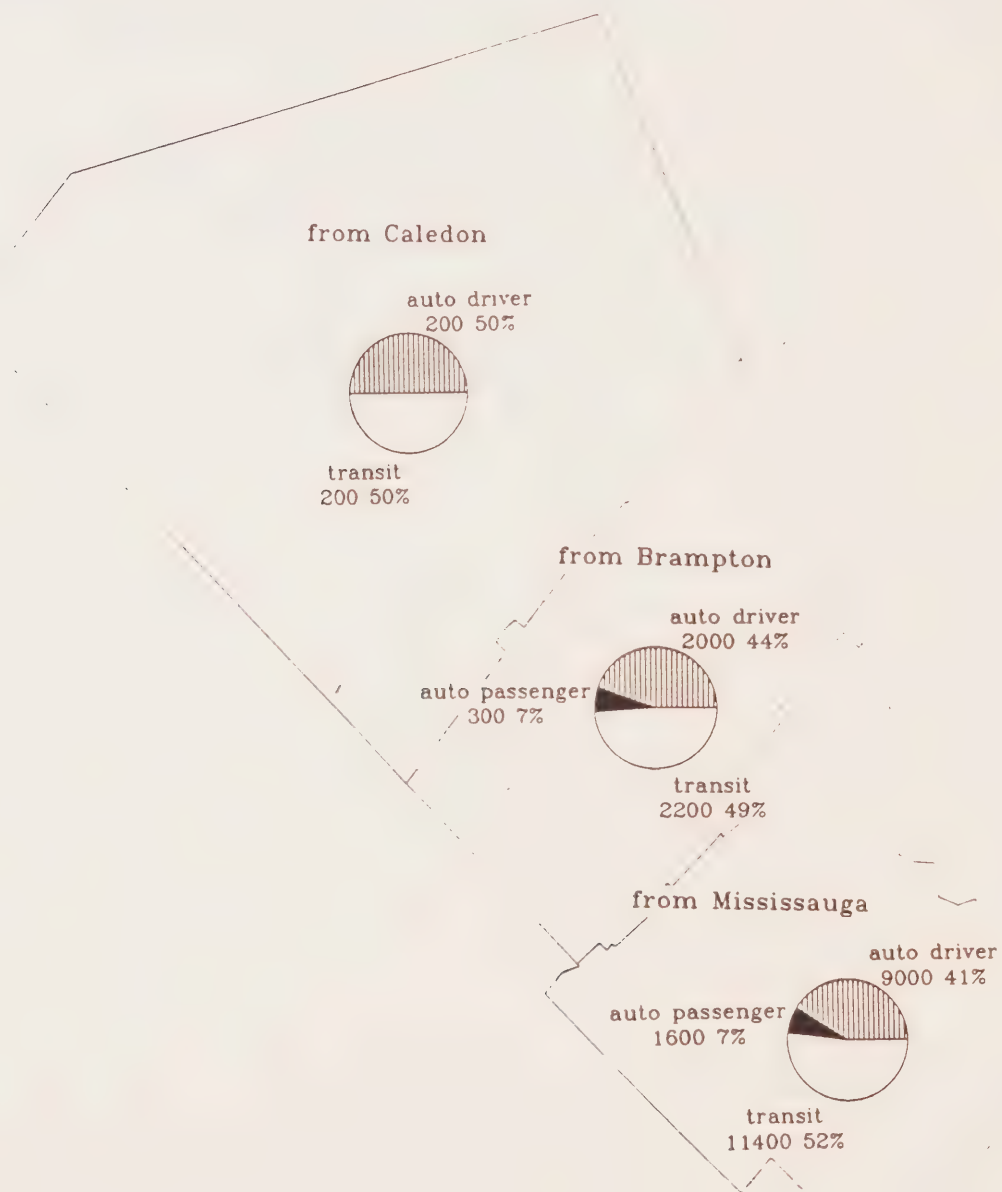 from Caledon
auto driver
200 50%
transit
200 50%
from Brampton
auto driver
2000 44%
auto passenger
300 7%
transit
2200 49%
from Mississauga
auto driver
9000 41%
auto passenger
1600 7%
transit
11400 52%